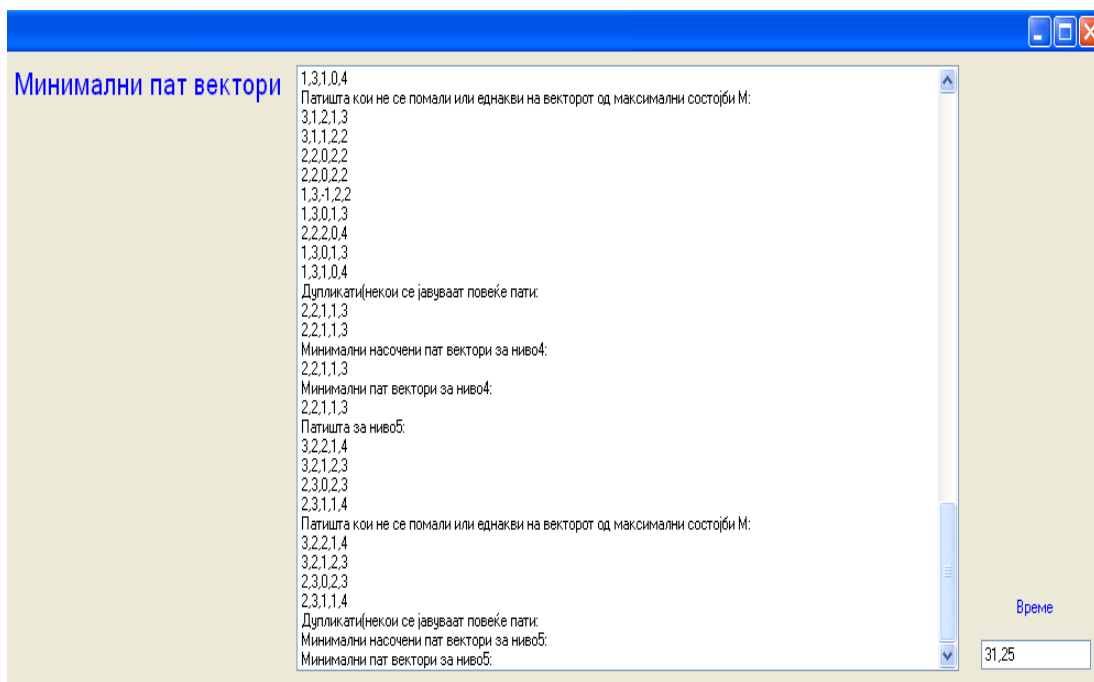 Минимални пат вектори
1,3,1,0,4
Патишта кои не се помали или еднакви на векторот од максимални состојби М:
3,1,2,1,3
3,1,1,2,2
2,2,0,2,2
2,2,0,2,2
1,3,-1,2,2
1,3,0,1,3
2,2,2,0,4
1,3,0,1,3
1,3,1,0,4
Дупликати(некои се јавуваат повеќе пати:
2,2,1,1,3
2,2,1,1,3
Минимални насочени пат вектори за ниво4:
2,2,1,1,3
Минимални пат вектори за ниво4:
2,2,1,1,3
Патишта за ниво5:
3,2,2,1,4
3,2,1,2,3
2,3,0,2,3
2,3,1,1,4
Патишта кои не се помали или еднакви на векторот од максимални состојби М:
3,2,2,1,4
3,2,1,2,3
2,3,0,2,3
2,3,1,1,4
Дупликати(некои се јавуваат повеќе пати:
Минимални насочени пат вектори за ниво5:
Минимални пат вектори за ниво5:
Време
31,25